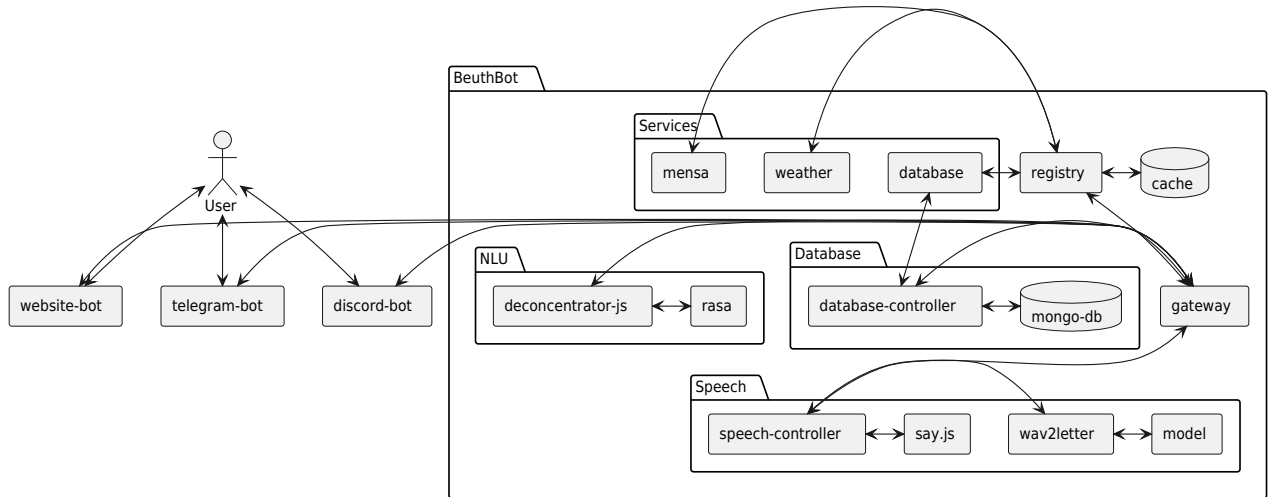 BeuthBot
Services
mensa
weather
database
registry
cache
User
NLU
Database
website-bot
telegram-bot
discord-bot
deconcentrator-js
rasa
database-controller
mongo-db
gateway
Speech
speech-controller
say.js
wav2letter
model